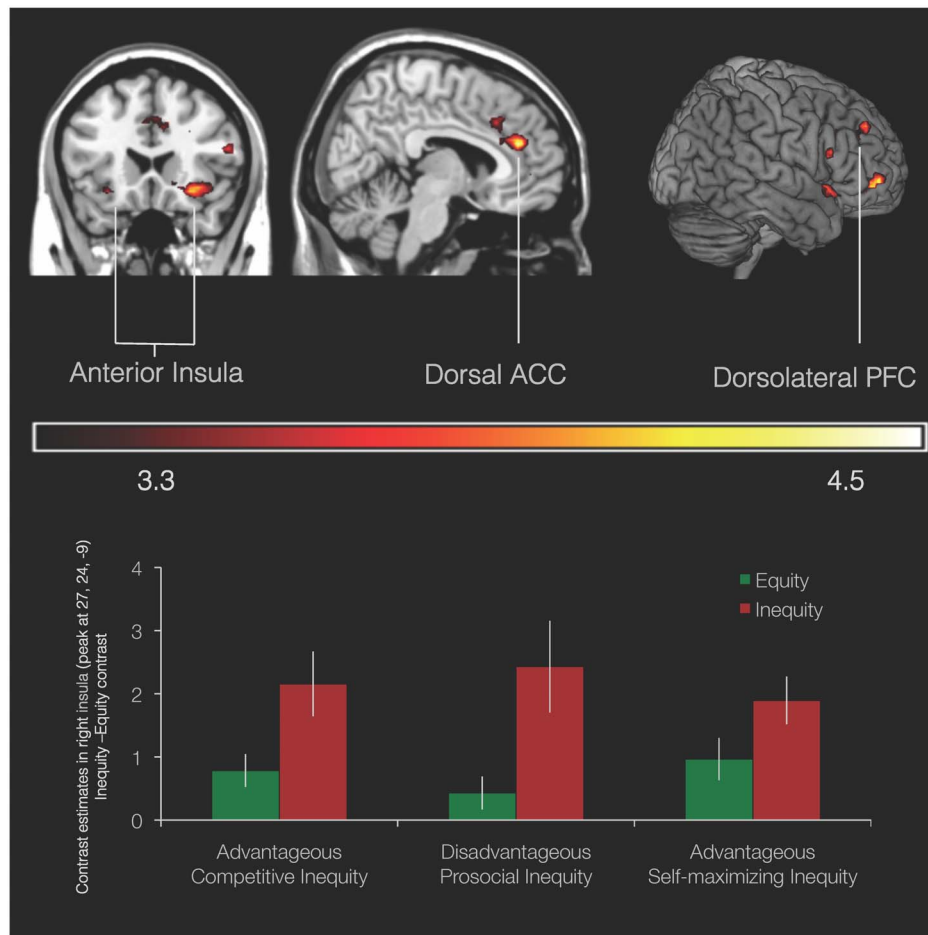 Anterior Insula
Dorsal ACC
Dorsolateral PFC
3.3
4.5
Contrast estimates in right insula (peak at 27, 24, -9)
Inequity –Equity contrast
4
3
2
1
0
Equity
Inequity
Advantageous
Competitive Inequity
Disadvantageous
Prosocial Inequity
Advantageous
Self-maximizing Inequity